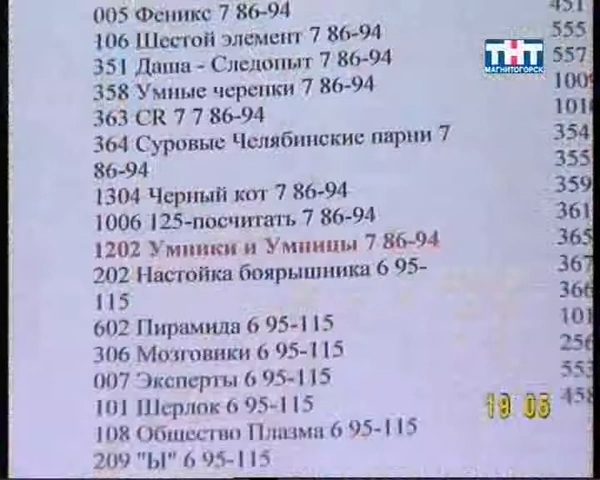 005 Феникс 7 86-94
106 Шестой элемент 7 86-94
351 Даша - Следопыт 7 86-94
358 Умные черепки 7 86-94
363 CR 7 7 86-94
364 Суровые Челябинские парни 7
86-94
1304 Черный кот 7 86-94
1006 125-посчитать 7 86-94
1202 Умники и Умницы 7 86-94
202 Настойка боярышника 6 95-
115
602 Пирамида 6 95-115
306 Мозговики 6 95-115
007 Эксперты 6 95-115
101 Шерлок 6 95-115
108 Общество Плазма 6 95-115
209 "Ы" 6 95-115
451
555
557
354
355
359
361
365
367
366
553
458
ТНТ
МАГНИТОГОРСК
19 05